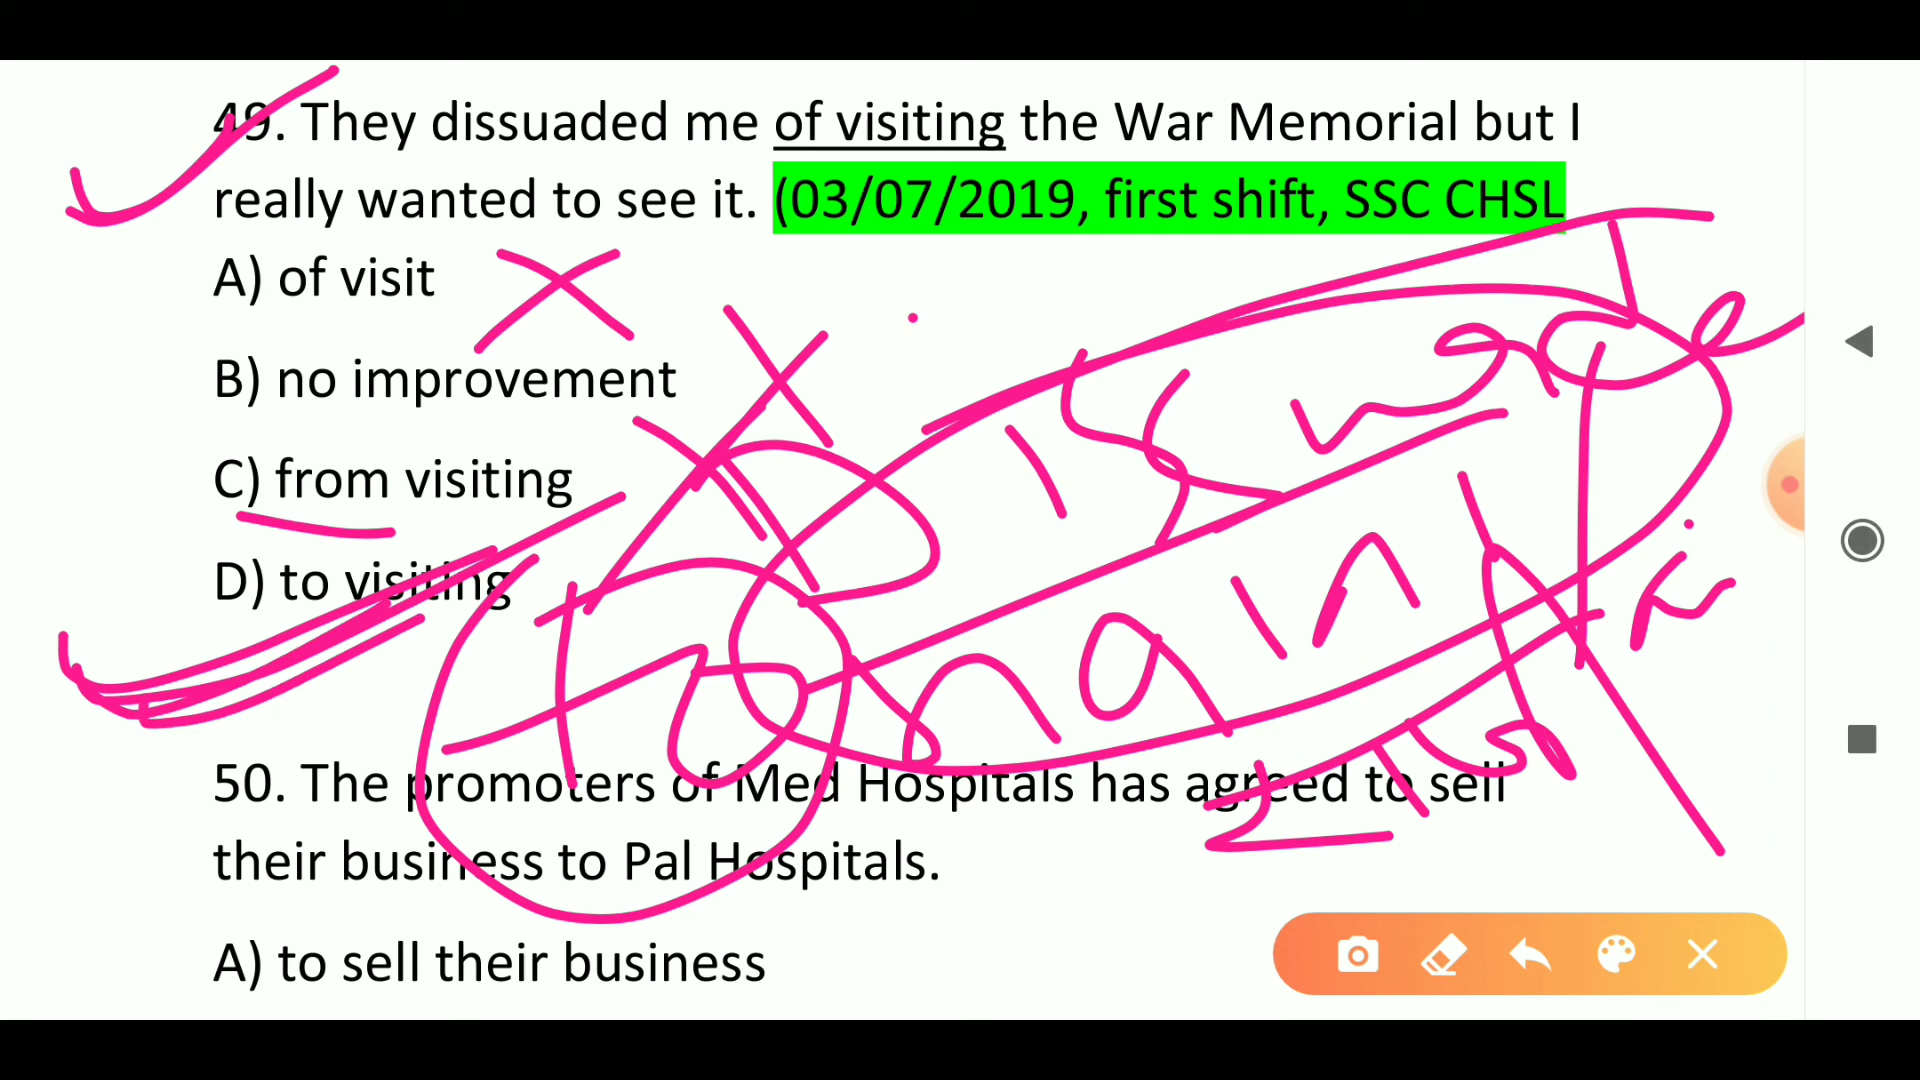 49. They dissuaded me of visiting the War Memorial but I
really wanted to see it. (03/07/2019, first shift, SSC CHSL
A) of visit
B) no improvement
C) from visiting
D) to visiting
50. The promoters of Med Hospitals has agreed to sell
their business to Pal Hospitals.
A) to sell their business